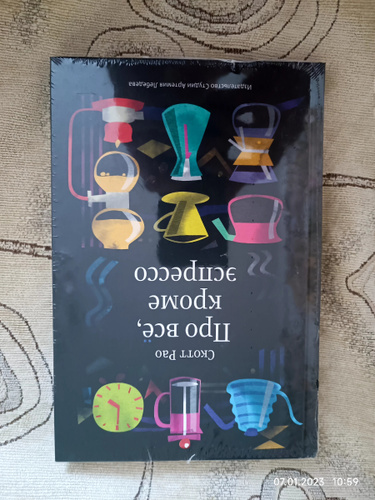 Скотт Рао
Про всё,
кроме
эспрессо
Издательство Студии Артемия Лебедева
07.01.2023 10:59